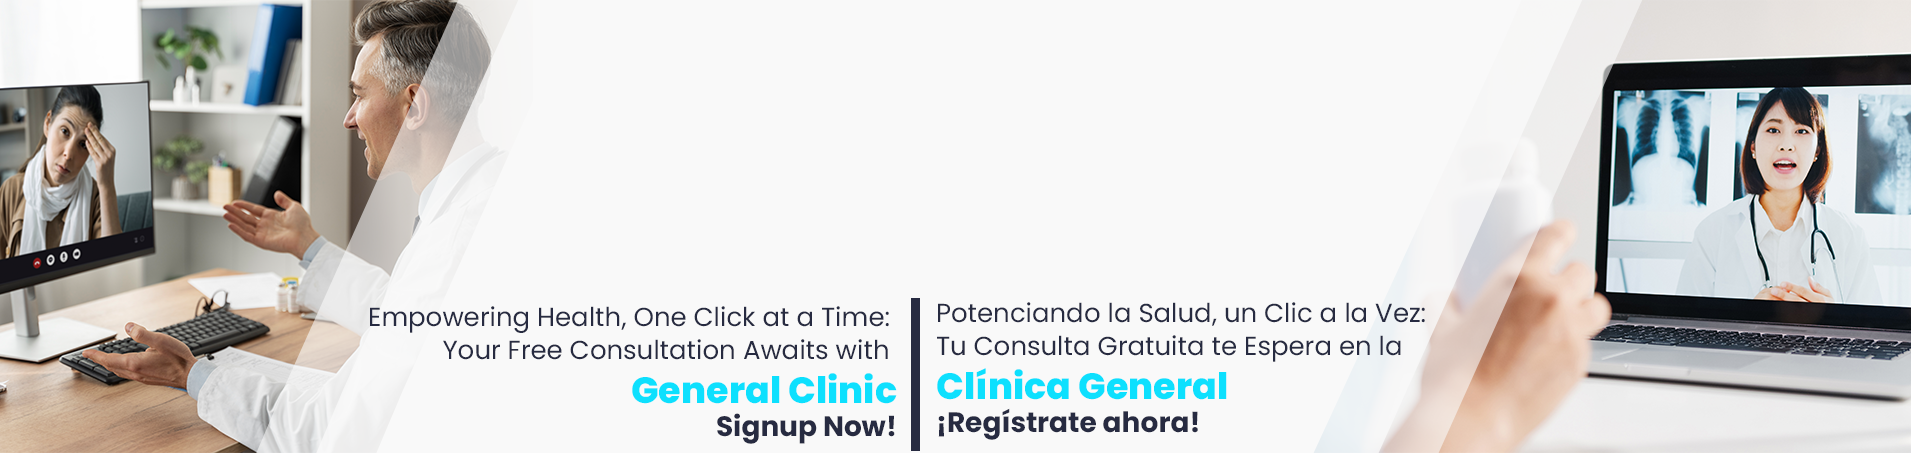 Empowering Health, One Click at a Time:
Your Free Consultation Awaits with
General Clinic
Signup Now!
Potenciando la Salud, un Clic a la Vez:
Tu Consulta Gratuita te Espera en la
Clínica General
¡Regístrate ahora!